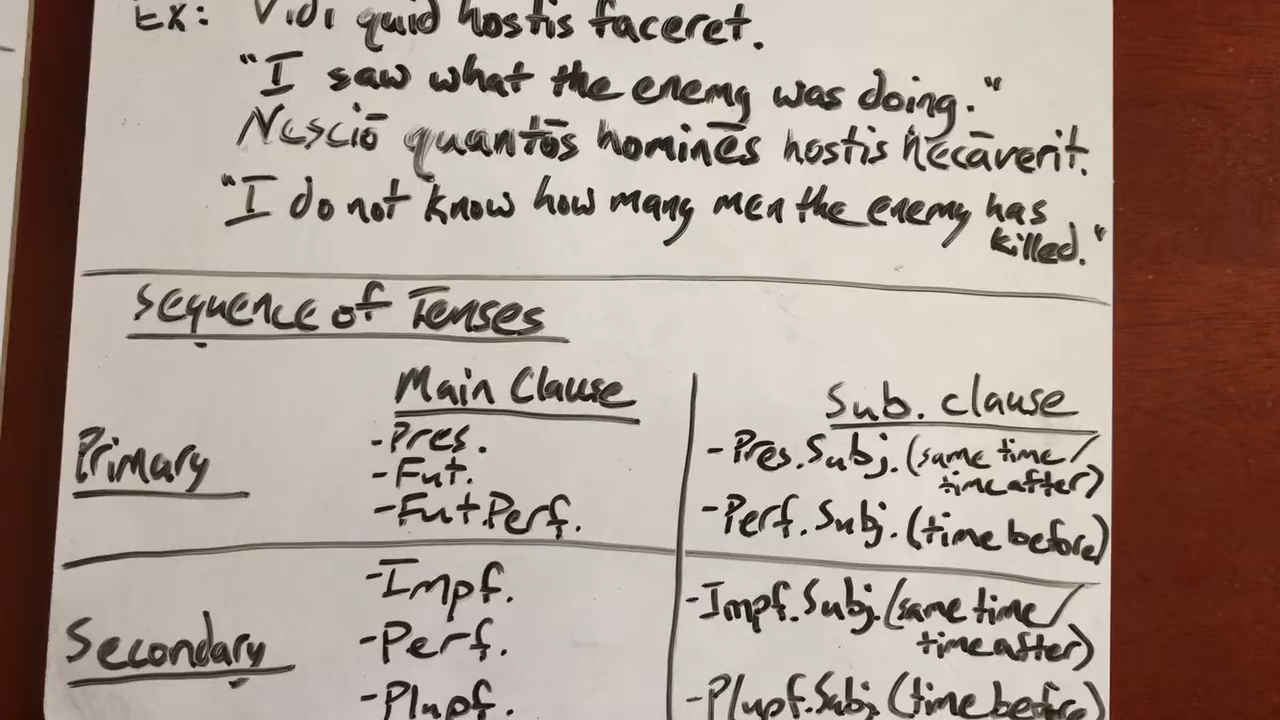 Ex: Vidi quid hostis faceret.
"I saw what the enemy was doing."
Nesciō quantōs hominēs hostis necāverit.
"I do not know how many men the enemy has
killed."
Sequence of Tenses
Main Clause
Sub. clause
Primary
-Pres.
-Fut.
-Fut.Perf.
-Pres.Subj.(same time/
time after)
-Perf.Subj.(time before)
Secondary
-Impf.
-Perf.
-Plupf.
-Impf.Subj.(same time/
time after)
-Plupf.Subj.(time before)